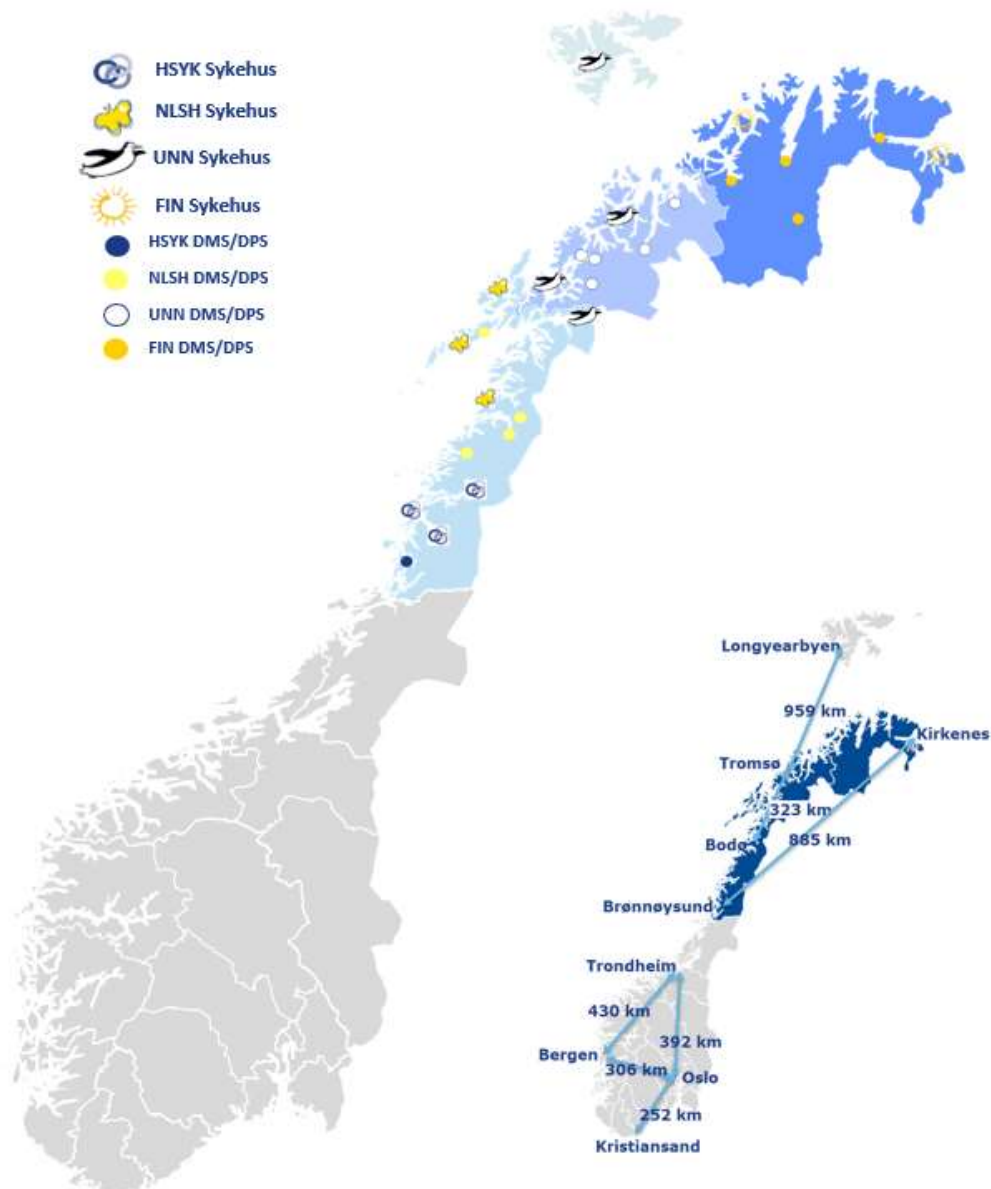 HSYK Sykehus
NLSH Sykehus
UNN Sykehus
FIN Sykehus
HSYK DMS/DPS
NLSH DMS/DPS
UNN DMS/DPS
FIN DMS/DPS
Longyearbyen
959 km
Kirkenes
Tromsø
323 km
885 km
Bodø
Brønnøysund
Trondheim
430 km
392 km
Bergen
306 km
Oslo
252 km
Kristiansand